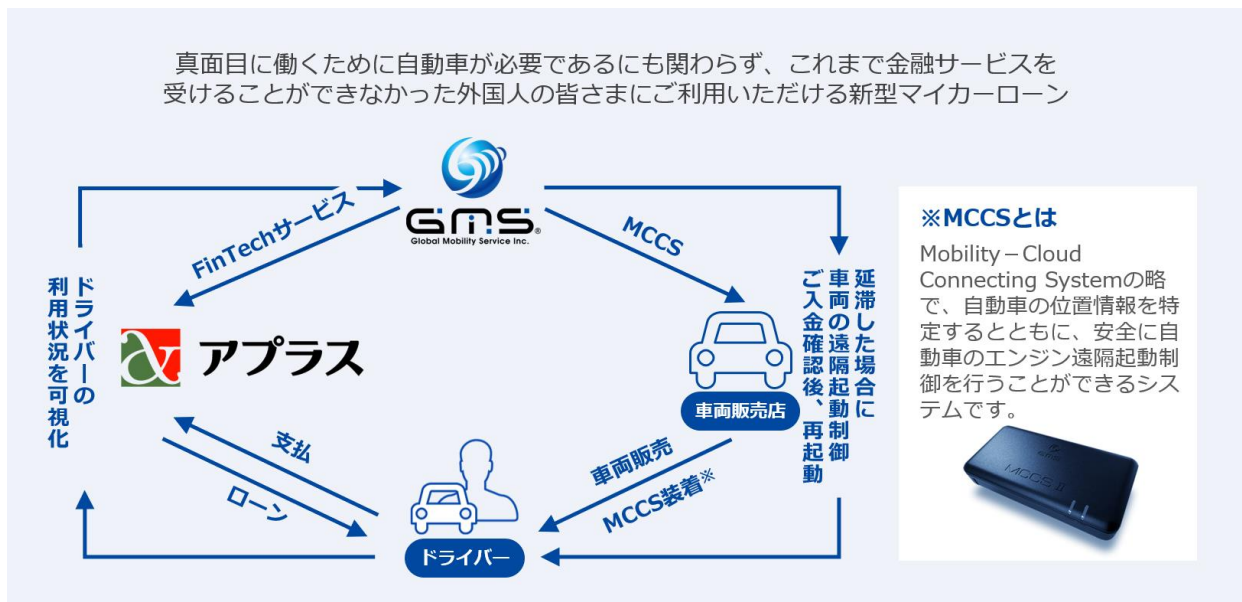 真面目に働くために自動車が必要であるにも関わらず、これまで金融サービスを
受けることができなかった外国人の皆さまにご利用いただける新型マイカーローン
GMS®
Global Mobility Service Inc.
FinTechサービス
MCCS
ドライバーの
利用状況を可視化
アプラス
車両販売店
延滞した場合に
車両の遠隔起動制御
ご入金確認後、再起動
支払
ローン
車両販売
MCCS装着※
ドライバー
※MCCSとは
Mobility－Cloud
Connecting Systemの略
で、自動車の位置情報を特
定するとともに、安全に自
動車のエンジン遠隔起動制
御を行うことができるシス
テムです。
GMS
MCCS II